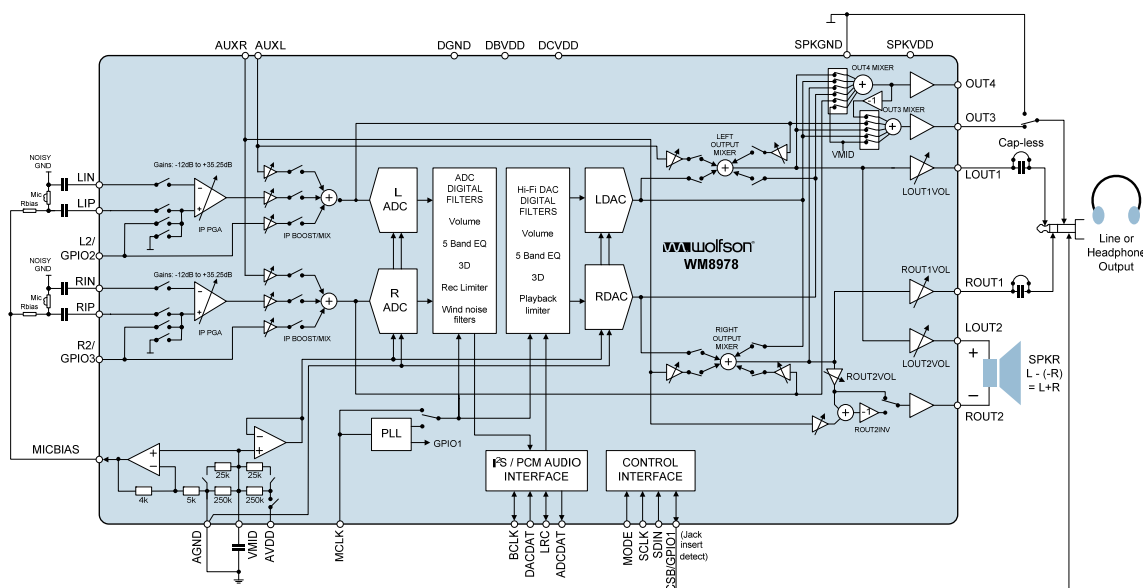 AUXR AUXL
DGND
DBVDD
DCVDD
SPKGND
SPKVDD
OUT4 MIXER
OUT4
-1
OUT3 MIXER
OUT3
VMID
Cap-less
LEFT
OUTPUT
MIXER
LOUT1VOL
LOUT1
NOISY
GND
Mic
Rbias
LIN
LIP
L2/
GPIO2
Gains: -12dB to +35.25dB
IP PGA
IP BOOST/MIX
L
ADC
ADC
DIGITAL
FILTERS
Volume
5 Band EQ
3D
Rec Limiter
Wind noise
filters
Hi-Fi DAC
DIGITAL
FILTERS
Volume
5 Band EQ
3D
Playback
limiter
LDAC
wolfson®
WM8978
Line or
Headphone
Output
NOISY
GND
Mic
Rbias
RIN
RIP
R2/
GPIO3
Gains: -12dB to +35.25dB
IP PGA
IP BOOST/MIX
R
ADC
RDAC
ROUT1VOL
ROUT1
RIGHT
OUTPUT
MIXER
LOUT2VOL
LOUT2
ROUT2VOL
ROUT2INV
-1
ROUT2
+
−
SPKR
L - (-R)
= L+R
MICBIAS
4k
5k
25k
25k
250k
250k
PLL
GPIO1
I²S / PCM AUDIO
INTERFACE
CONTROL
INTERFACE
AGND
VMID
AVDD
MCLK
BCLK
DACDAT
LRC
ADCDAT
MODE
SCLK
SDIN
CSB/GPIO1
(Jack
insert
detect)